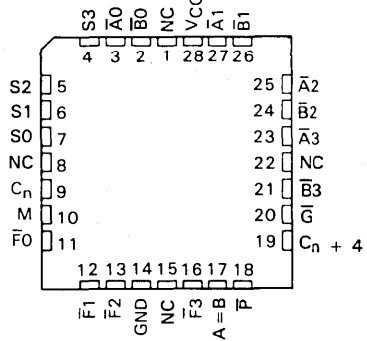 S3 A̅0 B̅0 NC VCC A̅1 B̅1
4 3 2 1 28 27 26
S2 5 25 A̅2
S1 6 24 B̅2
S0 7 23 A̅3
NC 8 22 NC
Cn 9 21 B̅3
M 10 20 G̅
F̅0 11 19 Cn + 4
12 13 14 15 16 17 18
F̅1 F̅2 GND NC F̅3 A = B P̅